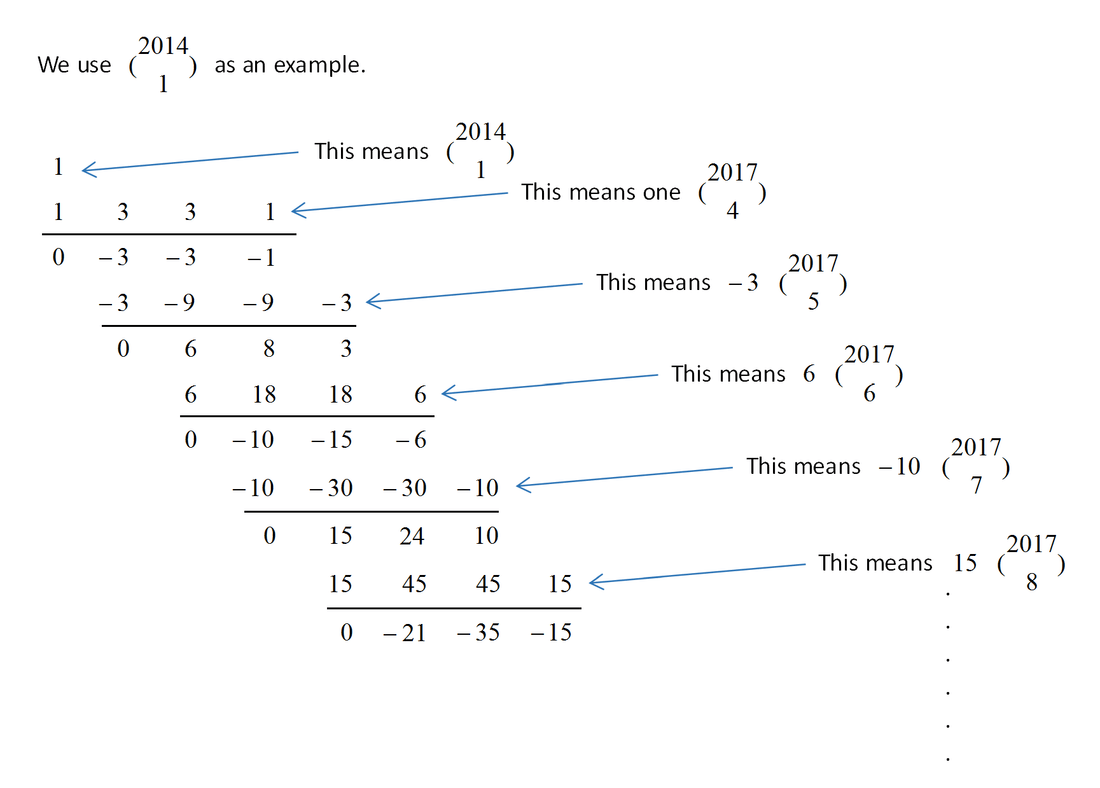 We use (2014 1) as an example.
This means (2014 1)
1
This means one (2017 4)
1 3 3 1
0 −3 −3 −1
This means −3 (2017 5)
−3 −9 −9 −3
0 6 8 3
This means 6 (2017 6)
6 18 18 6
0 −10 −15 −6
This means −10 (2017 7)
−10 −30 −30 −10
0 15 24 10
This means 15 (2017 8)
15 45 45 15
0 −21 −35 −15